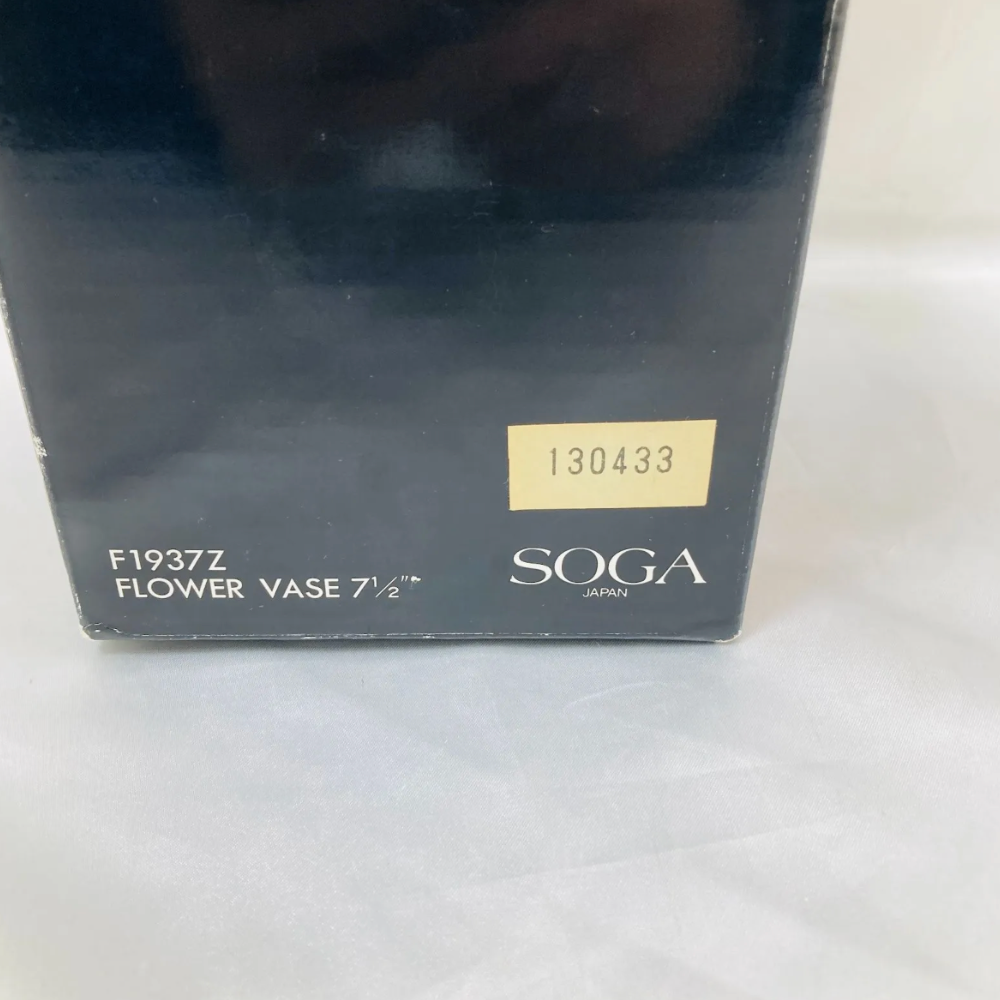 130433
F1937Z
FLOWER VASE 7½"
SOGA
JAPAN